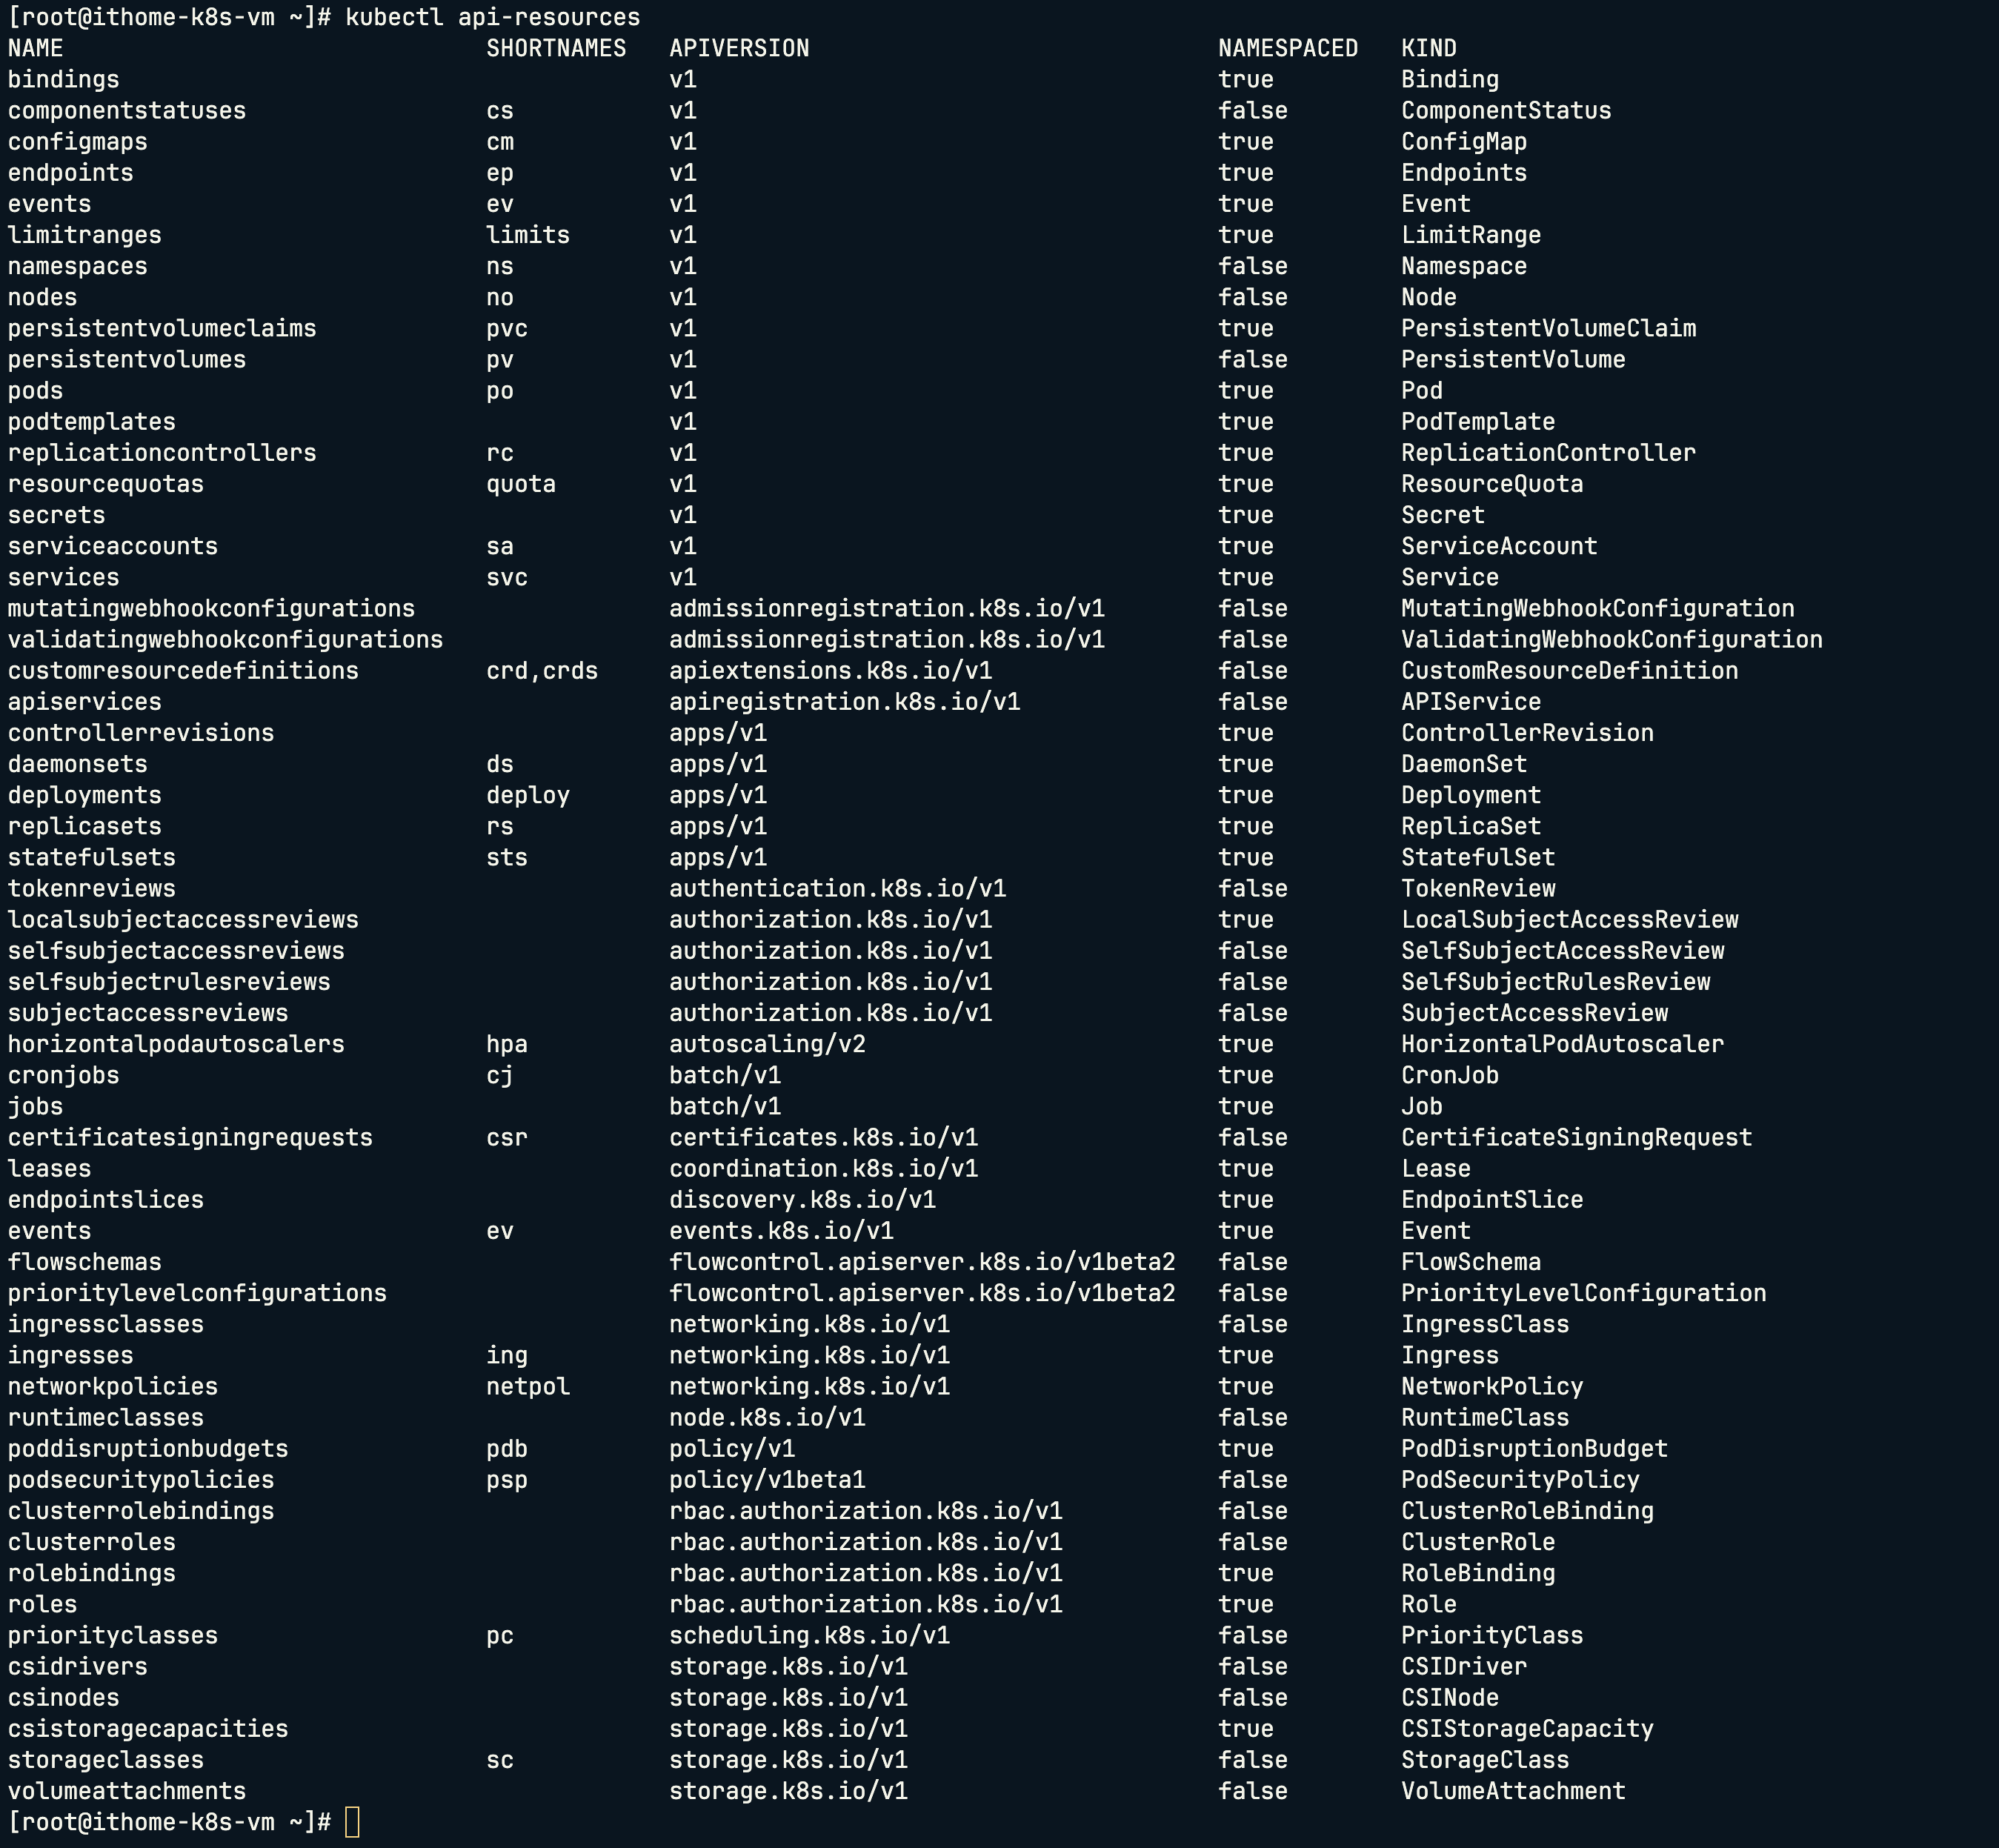 [root@ithome-k8s-vm ~]# kubectl api-resources
NAME                              SHORTNAMES   APIVERSION                             NAMESPACED   KIND
bindings                                       v1                                     true         Binding
componentstatuses                 cs           v1                                     false        ComponentStatus
configmaps                        cm           v1                                     true         ConfigMap
endpoints                         ep           v1                                     true         Endpoints
events                            ev           v1                                     true         Event
limitranges                       limits       v1                                     true         LimitRange
namespaces                        ns           v1                                     false        Namespace
nodes                             no           v1                                     false        Node
persistentvolumeclaims            pvc          v1                                     true         PersistentVolumeClaim
persistentvolumes                 pv           v1                                     false        PersistentVolume
pods                              po           v1                                     true         Pod
podtemplates                                   v1                                     true         PodTemplate
replicationcontrollers            rc           v1                                     true         ReplicationController
resourcequotas                    quota        v1                                     true         ResourceQuota
secrets                                        v1                                     true         Secret
serviceaccounts                   sa           v1                                     true         ServiceAccount
services                          svc          v1                                     true         Service
mutatingwebhookconfigurations                  admissionregistration.k8s.io/v1        false        MutatingWebhookConfiguration
validatingwebhookconfigurations                admissionregistration.k8s.io/v1        false        ValidatingWebhookConfiguration
customresourcedefinitions         crd,crds     apiextensions.k8s.io/v1                false        CustomResourceDefinition
apiservices                                    apiregistration.k8s.io/v1              false        APIService
controllerrevisions                            apps/v1                                true         ControllerRevision
daemonsets                        ds           apps/v1                                true         DaemonSet
deployments                       deploy       apps/v1                                true         Deployment
replicasets                       rs           apps/v1                                true         ReplicaSet
statefulsets                      sts          apps/v1                                true         StatefulSet
tokenreviews                                   authentication.k8s.io/v1               false        TokenReview
localsubjectaccessreviews                      authorization.k8s.io/v1                true         LocalSubjectAccessReview
selfsubjectaccessreviews                       authorization.k8s.io/v1                false        SelfSubjectAccessReview
selfsubjectrulesreviews                        authorization.k8s.io/v1                false        SelfSubjectRulesReview
subjectaccessreviews                           authorization.k8s.io/v1                false        SubjectAccessReview
horizontalpodautoscalers          hpa          autoscaling/v2                         true         HorizontalPodAutoscaler
cronjobs                          cj           batch/v1                               true         CronJob
jobs                                           batch/v1                               true         Job
certificatesigningrequests        csr          certificates.k8s.io/v1                 false        CertificateSigningRequest
leases                                         coordination.k8s.io/v1                 true         Lease
endpointslices                                 discovery.k8s.io/v1                    true         EndpointSlice
events                            ev           events.k8s.io/v1                       true         Event
flowschemas                                    flowcontrol.apiserver.k8s.io/v1beta2   false        FlowSchema
prioritylevelconfigurations                    flowcontrol.apiserver.k8s.io/v1beta2   false        PriorityLevelConfiguration
ingressclasses                                 networking.k8s.io/v1                   false        IngressClass
ingresses                         ing          networking.k8s.io/v1                   true         Ingress
networkpolicies                   netpol       networking.k8s.io/v1                   true         NetworkPolicy
runtimeclasses                                 node.k8s.io/v1                         false        RuntimeClass
poddisruptionbudgets              pdb          policy/v1                              true         PodDisruptionBudget
podsecuritypolicies               psp          policy/v1beta1                         false        PodSecurityPolicy
clusterrolebindings                            rbac.authorization.k8s.io/v1           false        ClusterRoleBinding
clusterroles                                   rbac.authorization.k8s.io/v1           false        ClusterRole
rolebindings                                   rbac.authorization.k8s.io/v1           true         RoleBinding
roles                                          rbac.authorization.k8s.io/v1           true         Role
priorityclasses                   pc           scheduling.k8s.io/v1                   false        PriorityClass
csidrivers                                     storage.k8s.io/v1                      false        CSIDriver
csinodes                                       storage.k8s.io/v1                      false        CSINode
csistoragecapacities                           storage.k8s.io/v1                      true         CSIStorageCapacity
storageclasses                    sc           storage.k8s.io/v1                      false        StorageClass
volumeattachments                              storage.k8s.io/v1                      false        VolumeAttachment
[root@ithome-k8s-vm ~]#